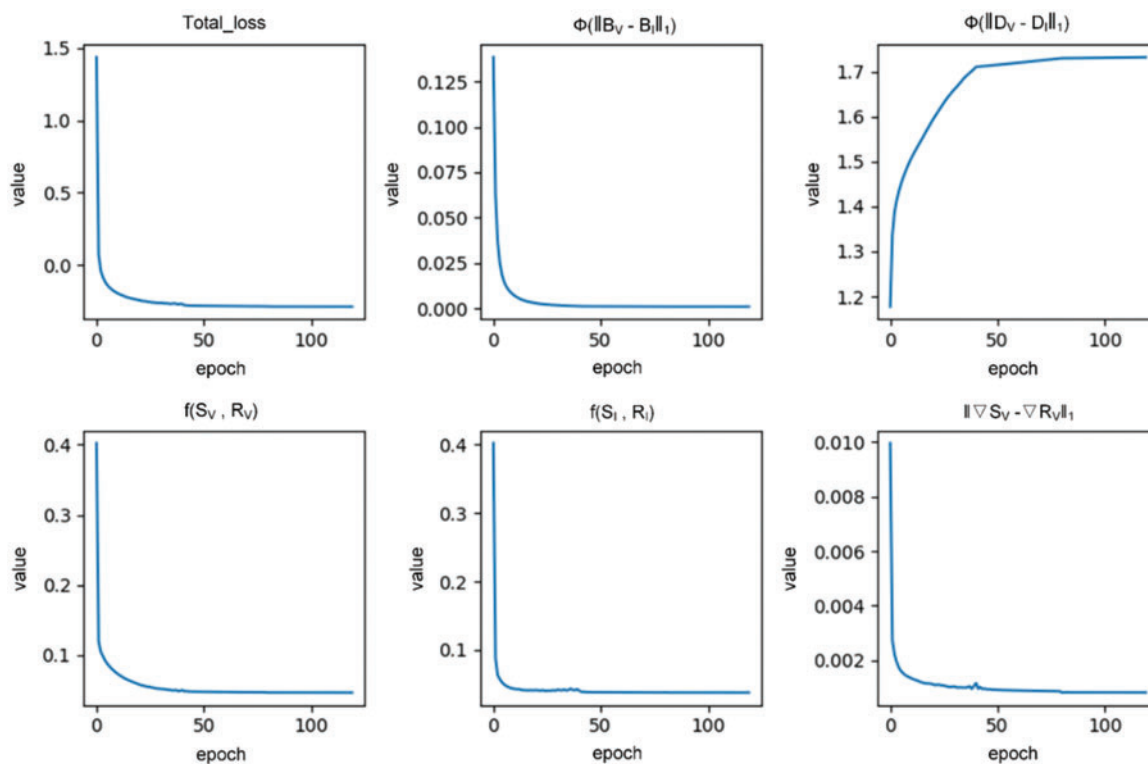 Total_loss
1.5
1.0
0.5
0.0
value
0 50 100
epoch
Φ(‖B_V - B_I‖₁)
0.125
0.100
0.075
0.050
0.025
0.000
value
0 50 100
epoch
Φ(‖D_V - D_I‖₁)
1.7
1.6
1.5
1.4
1.3
1.2
value
0 50 100
epoch
f(S_V , R_V)
0.4
0.3
0.2
0.1
value
0 50 100
epoch
f(S_I , R_I)
0.4
0.3
0.2
0.1
value
0 50 100
epoch
‖▽S_V - ▽R_V‖₁
0.010
0.008
0.006
0.004
0.002
value
0 50 100
epoch